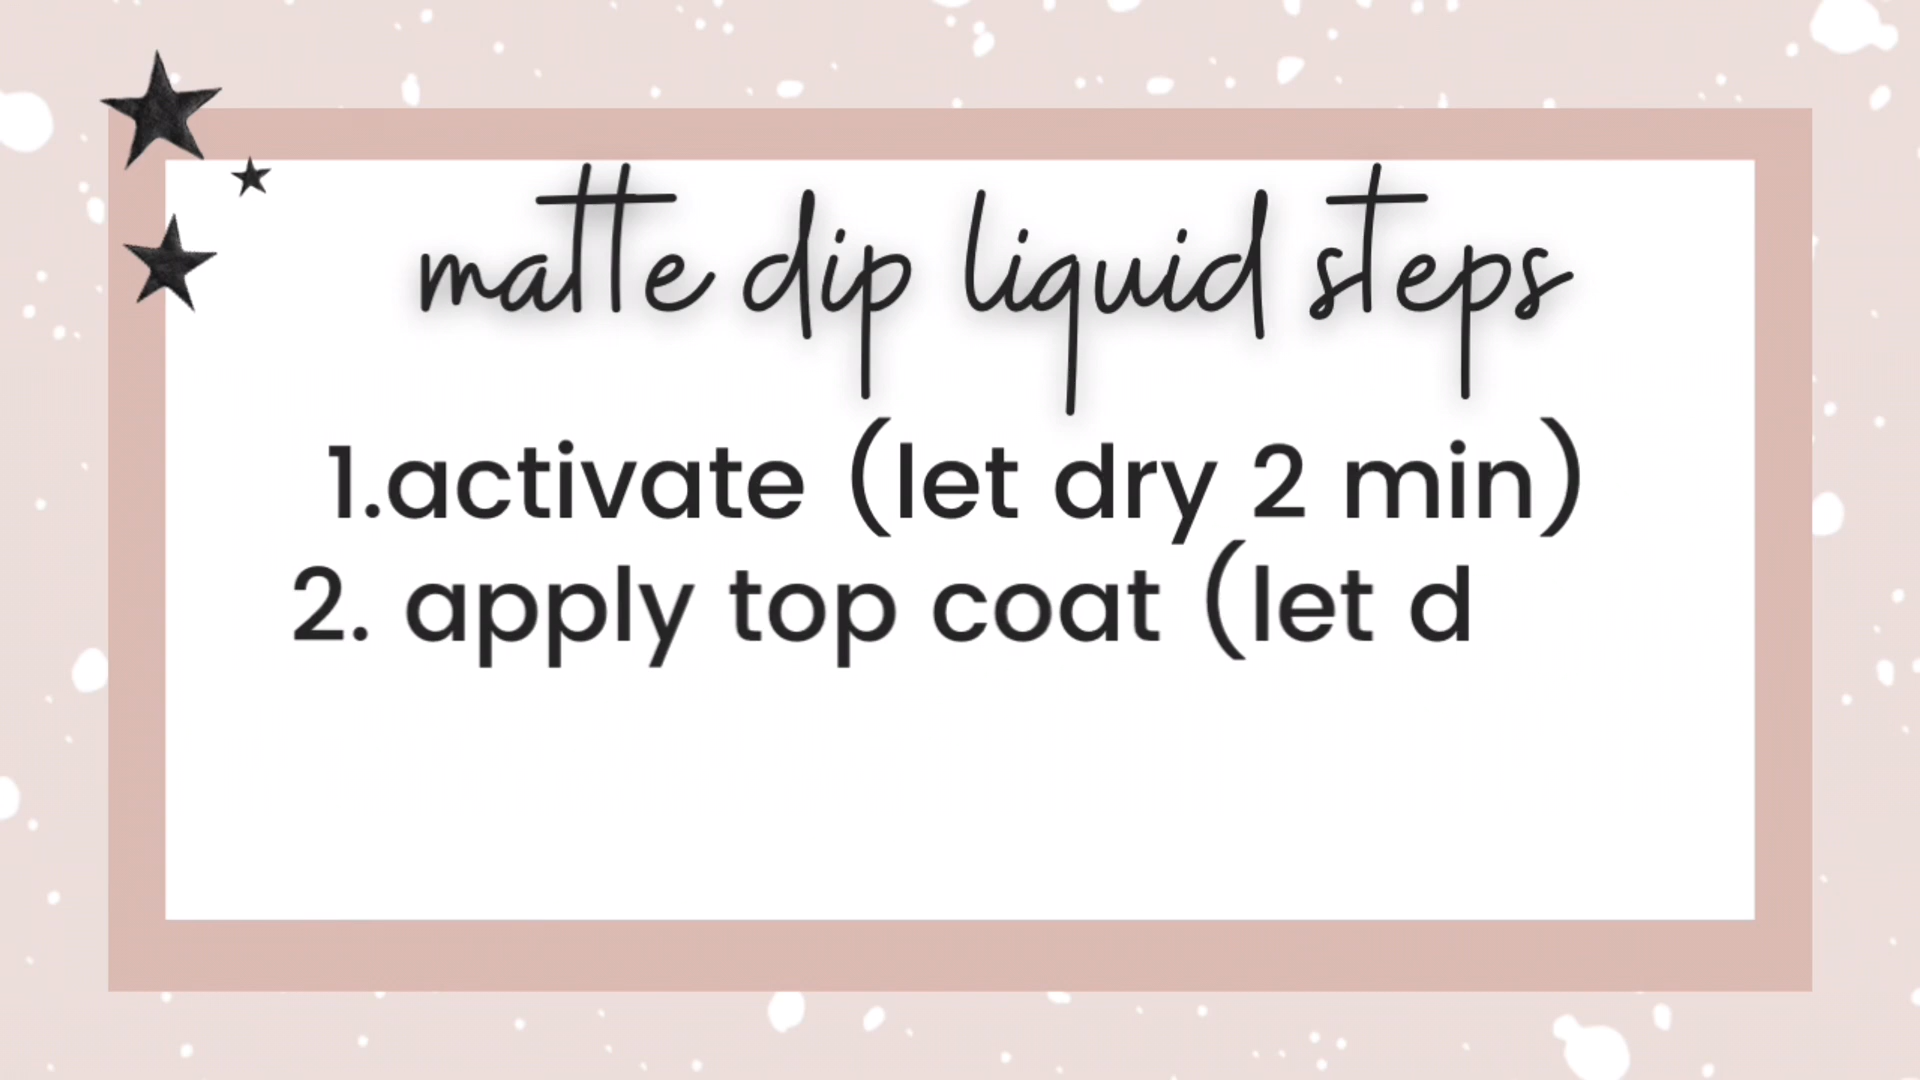 matte dip liquid steps
1.activate (let dry 2 min)
2. apply top coat (let d